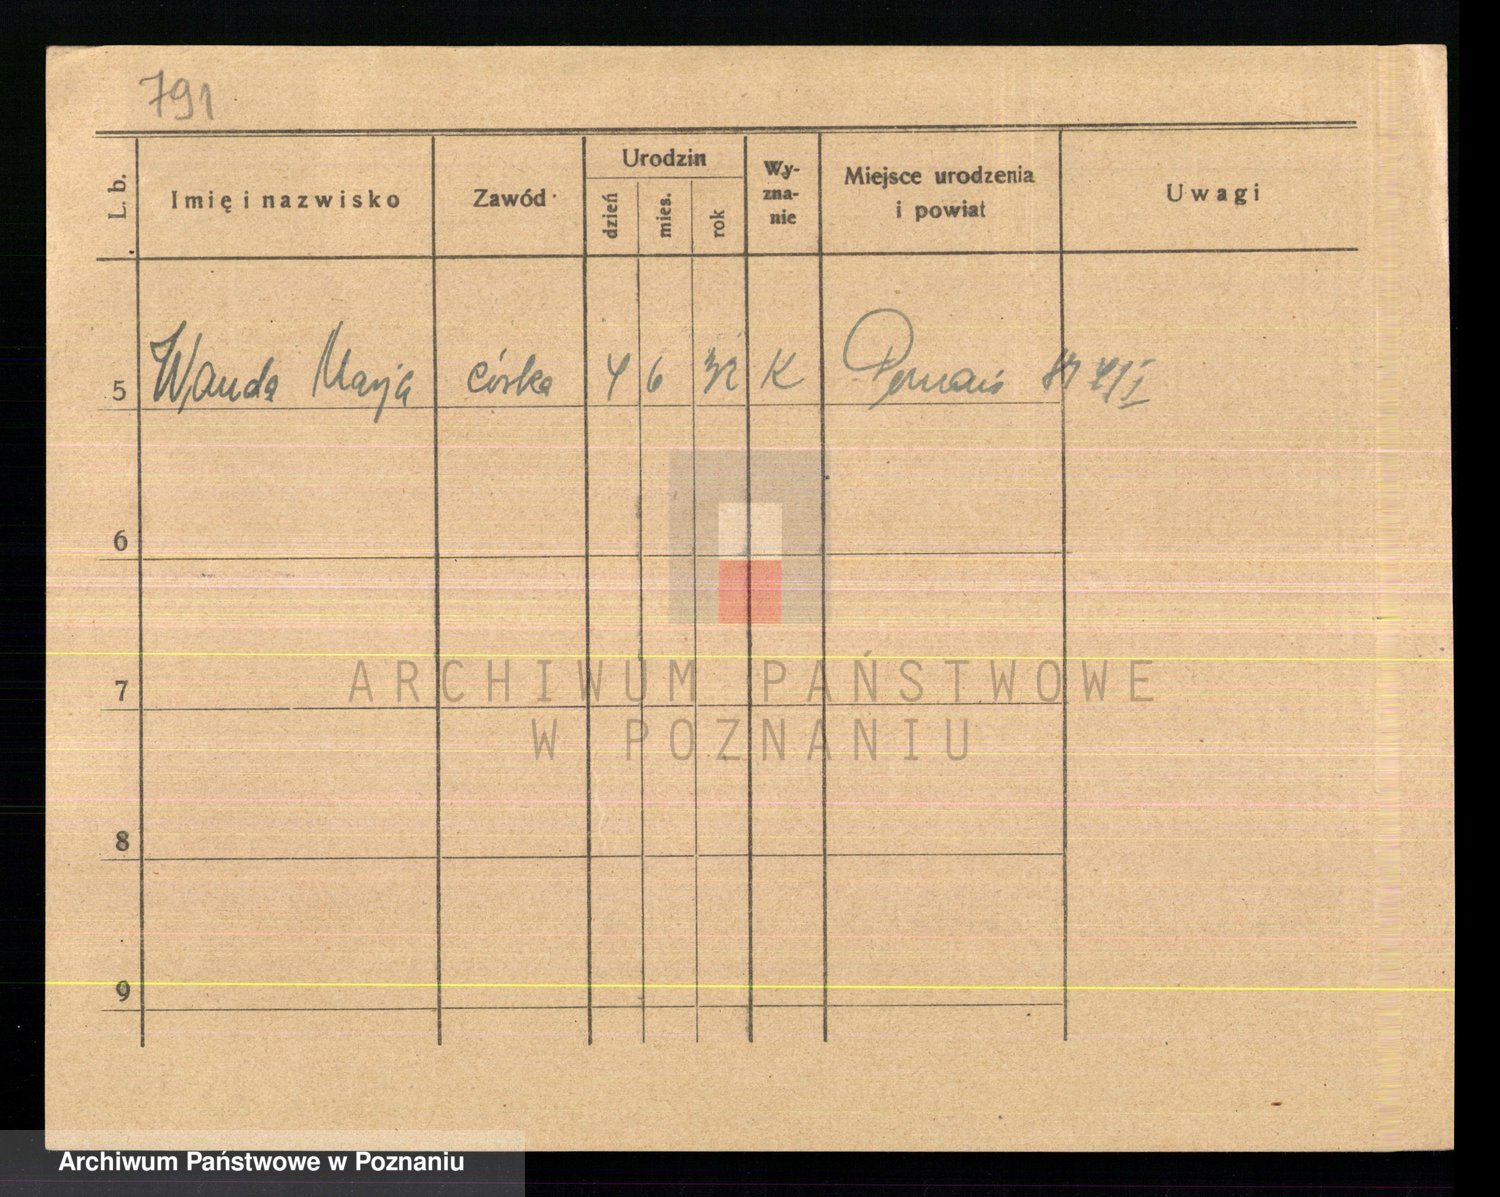 791
L. b.
Imię i nazwisko
Zawód
Urodzin
dzień
mies.
rok
Wy-
zna-
nie
Miejsce urodzenia
i powiat
Uwagi
5 Wanda Marja córka 4 6 32 K Poznań
6
7
8
9
ARCHIWUM PAŃSTWOWE
W POZNANIU
Archiwum Państwowe w Poznaniu